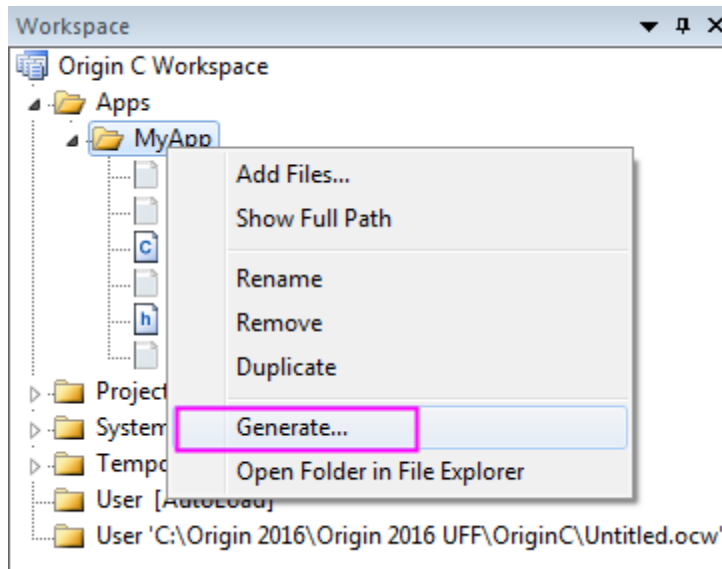 Workspace
Origin C Workspace
Apps
MyApp
Add Files...
Show Full Path
C
Rename
h
Remove
Duplicate
Project
Generate...
System
Open Folder in File Explorer
User [AutoLoad]
User 'C:\Origin 2016\Origin 2016 UFF\OriginC\Untitled.ocw'